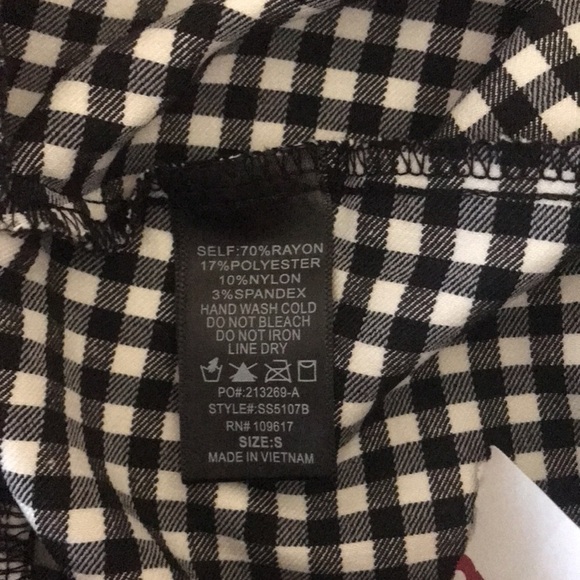 SELF:70%RAYON
17%POLYESTER
10%NYLON
3%SPANDEX
HAND WASH COLD
DO NOT BLEACH
DO NOT IRON
LINE DRY
PO#:213269-A
STYLE#:SS5107B
RN# 109617
SIZE:S
MADE IN VIETNAM